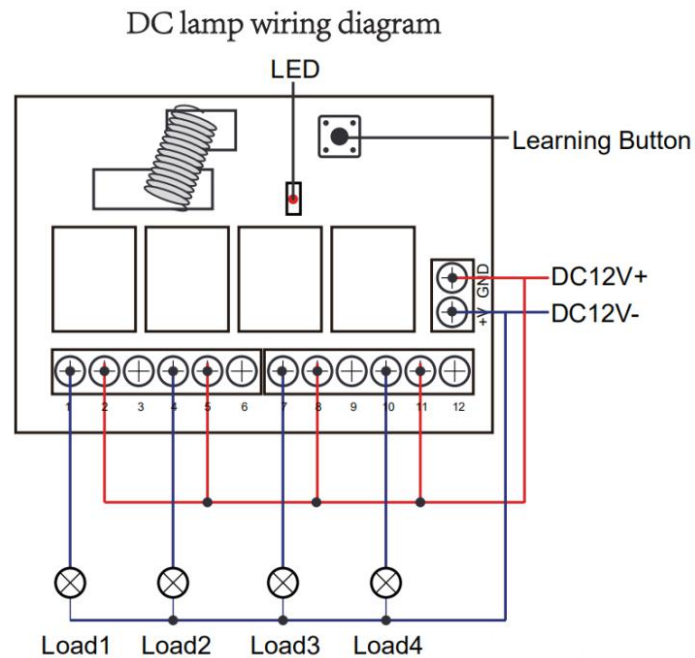 DC lamp wiring diagram
LED
Learning Button
GND
DC12V+
+V
DC12V-
1 2 3 4 5 6 7 8 9 10 11 12
Load1 Load2 Load3 Load4